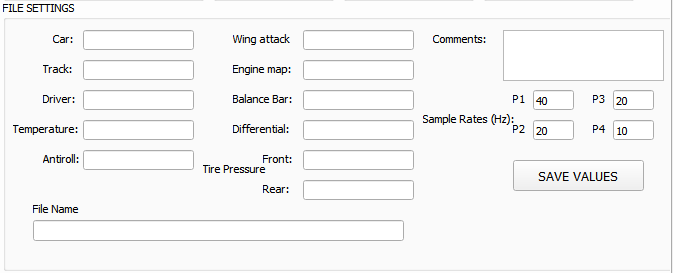 FILE SETTINGS
Car:
Wing attack
Comments:
Track:
Engine map:
Driver:
Balance Bar:
P1 40 P3 20
Sample Rates (Hz):
Temperature:
Differential:
P2 20 P4 10
Antiroll:
Front:
Tire Pressure
Rear:
SAVE VALUES
File Name